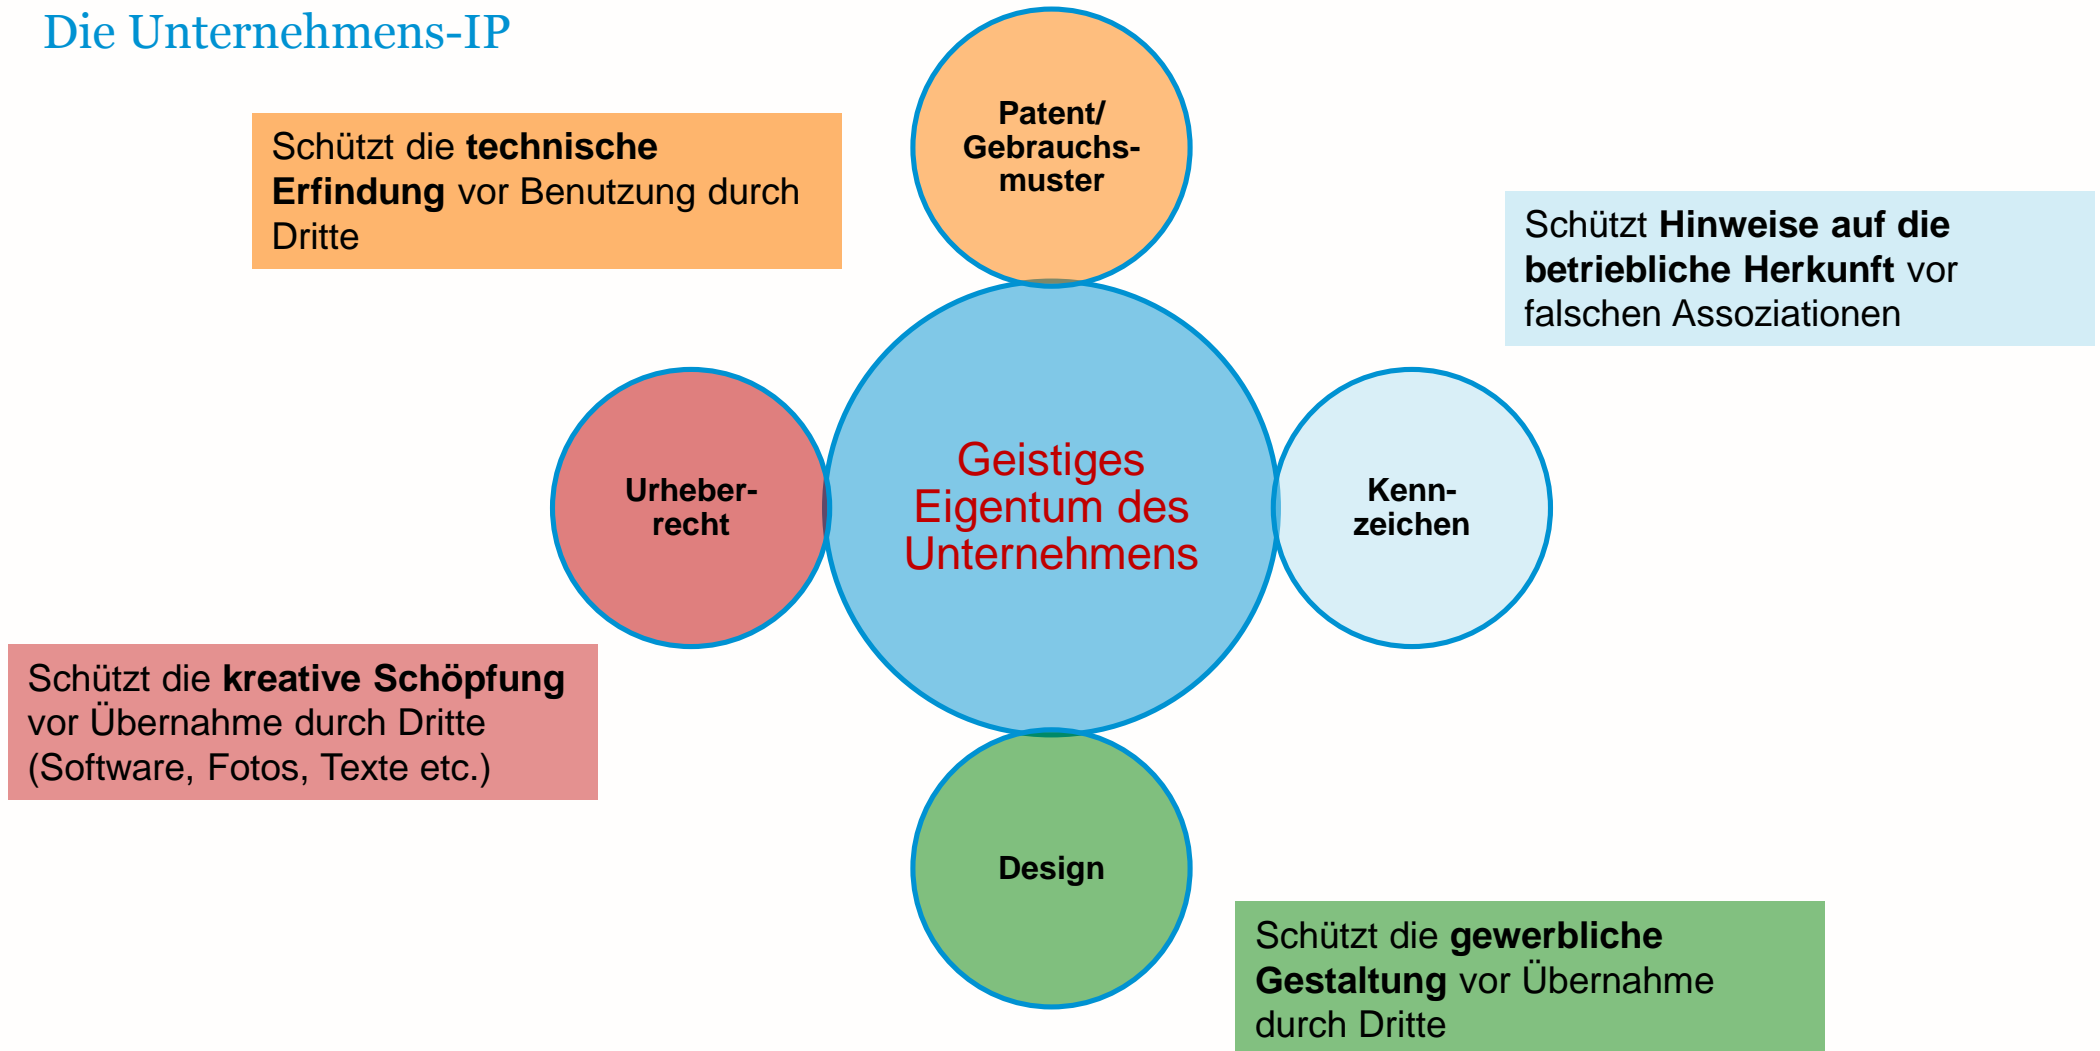 Die Unternehmens-IP
Patent/
Gebrauchs-
muster
Schützt die technische
Erfindung vor Benutzung durch
Dritte
Schützt Hinweise auf die
betriebliche Herkunft vor
falschen Assoziationen
Urheber-
recht
Geistiges
Eigentum des
Unternehmens
Kenn-
zeichen
Schützt die kreative Schöpfung
vor Übernahme durch Dritte
(Software, Fotos, Texte etc.)
Design
Schützt die gewerbliche
Gestaltung vor Übernahme
durch Dritte